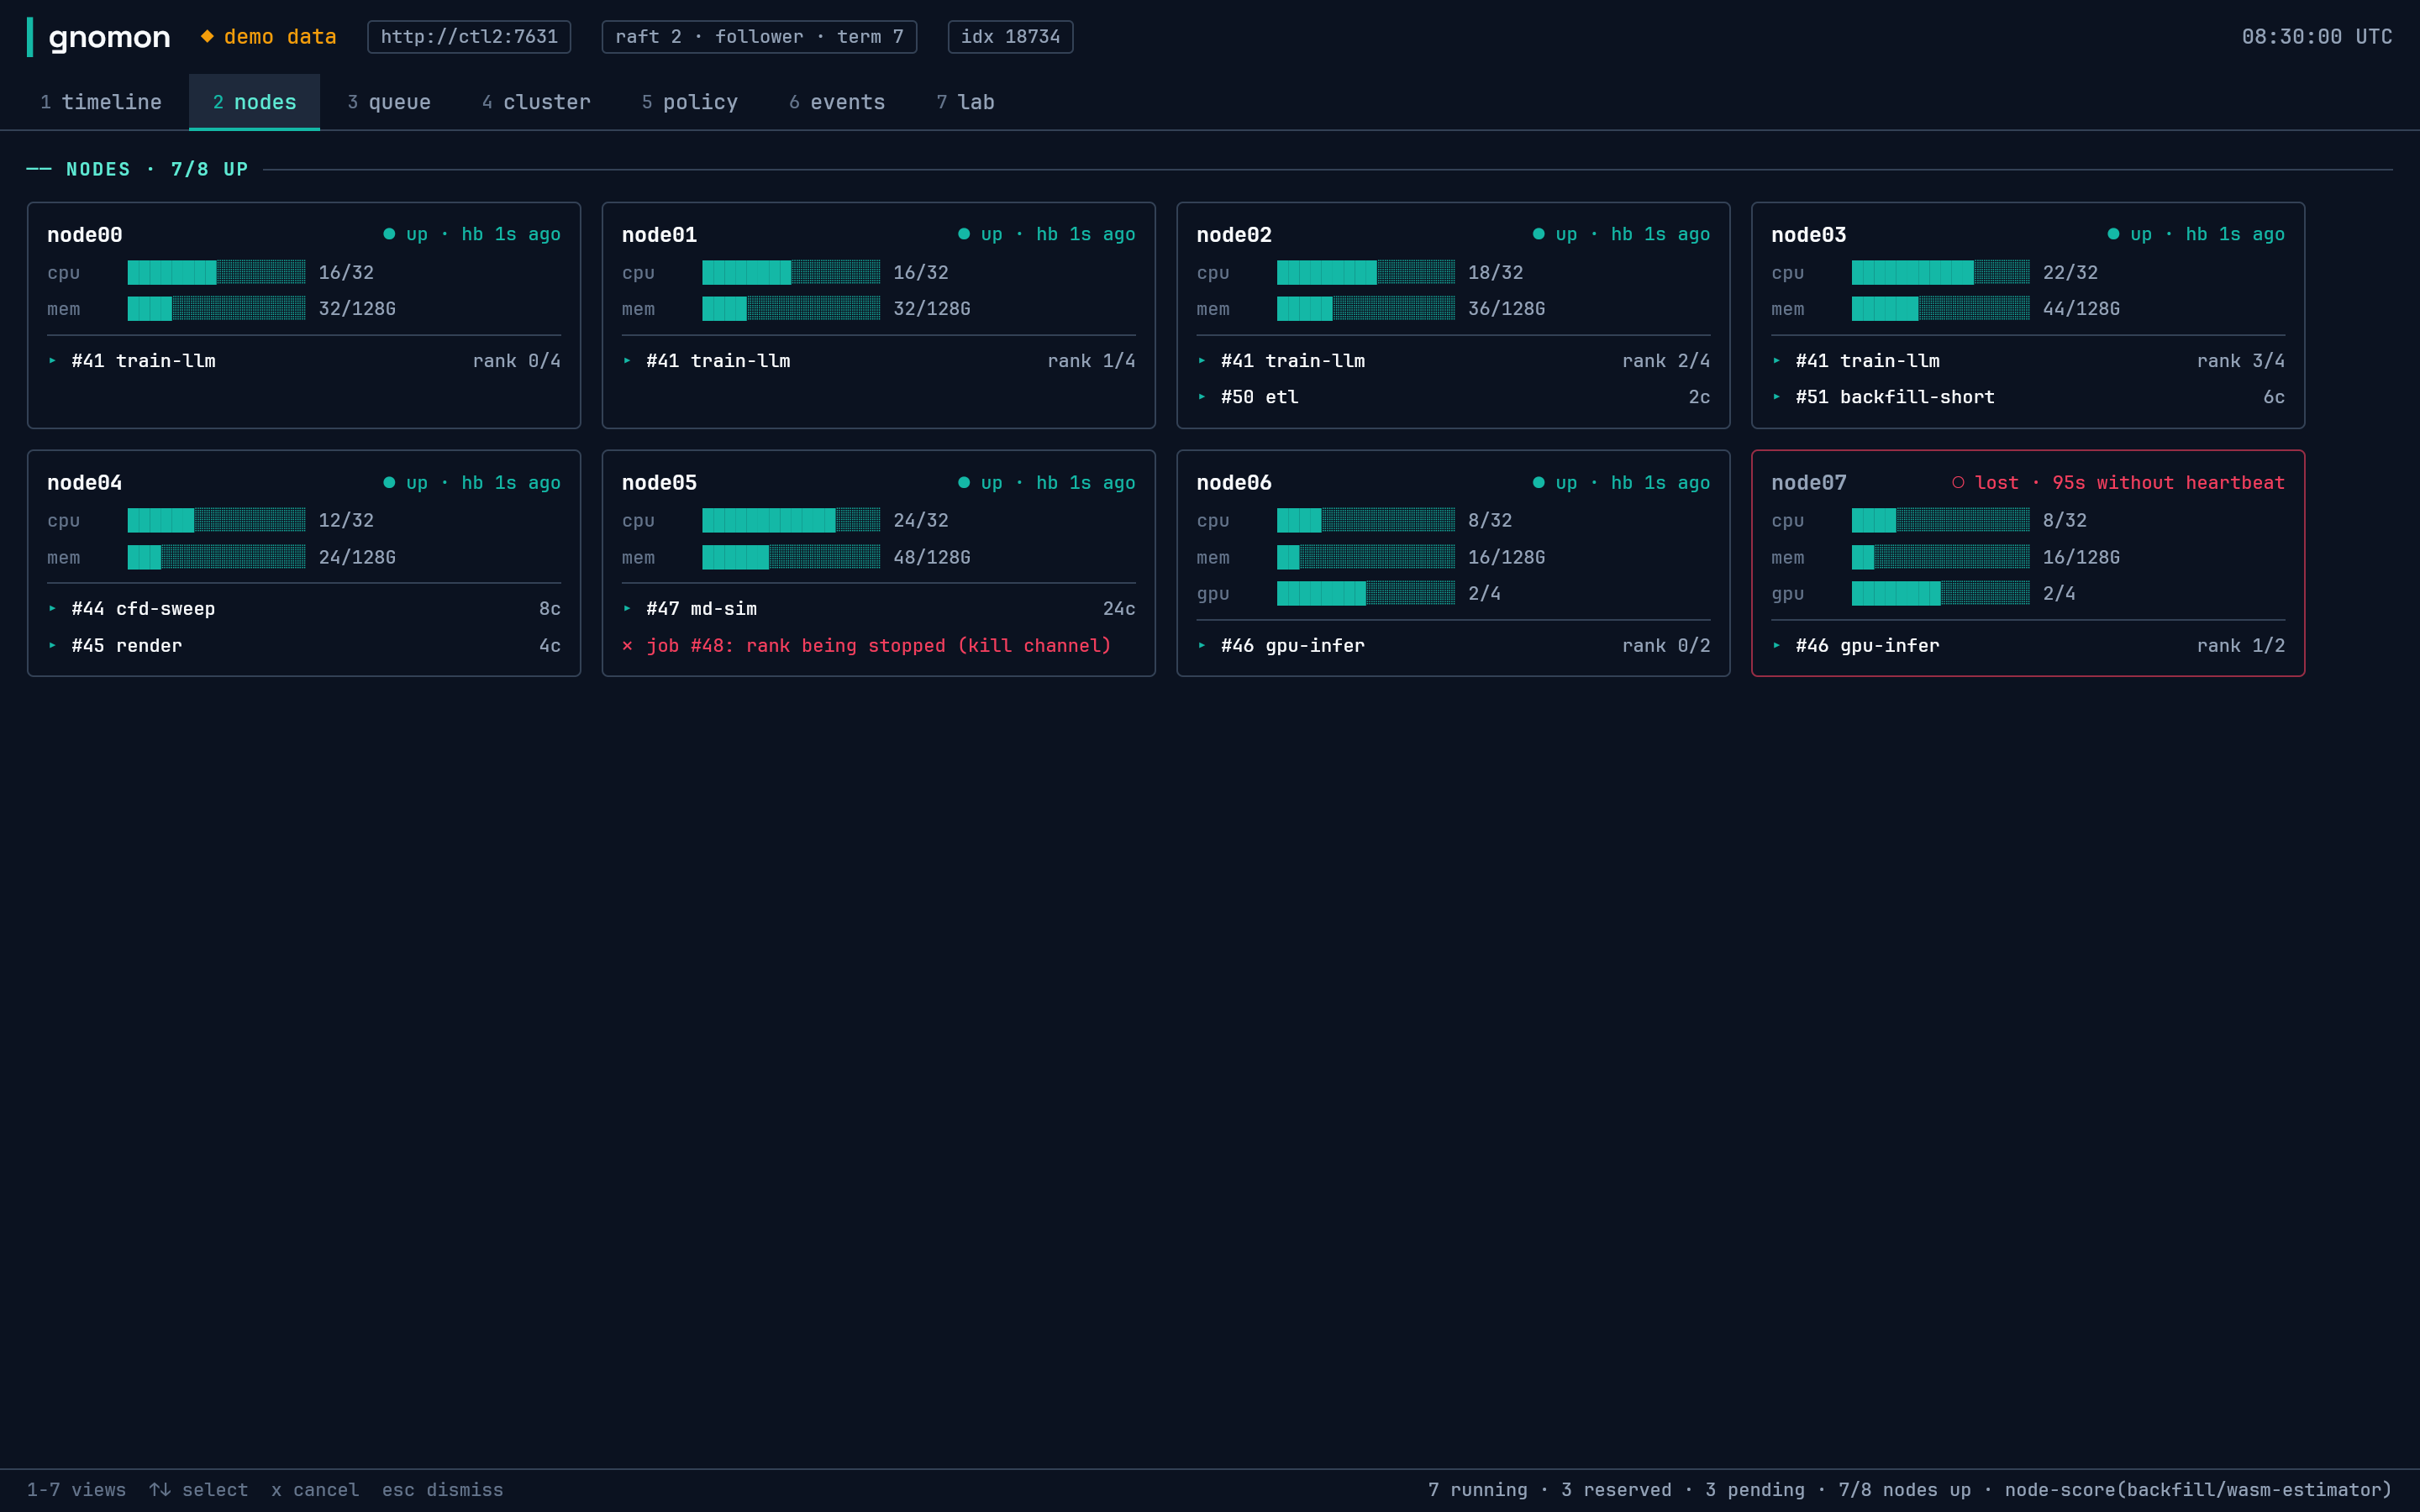 gnomon ◆ demo data http://ctl2:7631 raft 2 · follower · term 7 idx 18734 08:30:00 UTC
1 timeline 2 nodes 3 queue 4 cluster 5 policy 6 events 7 lab
── NODES · 7/8 UP
node00 ● up · hb 1s ago
cpu 16/32
mem 32/128G
▸ #41 train-llm rank 0/4
node01 ● up · hb 1s ago
cpu 16/32
mem 32/128G
▸ #41 train-llm rank 1/4
node02 ● up · hb 1s ago
cpu 18/32
mem 36/128G
▸ #41 train-llm rank 2/4
▸ #50 etl 2c
node03 ● up · hb 1s ago
cpu 22/32
mem 44/128G
▸ #41 train-llm rank 3/4
▸ #51 backfill-short 6c
node04 ● up · hb 1s ago
cpu 12/32
mem 24/128G
▸ #44 cfd-sweep 8c
▸ #45 render 4c
node05 ● up · hb 1s ago
cpu 24/32
mem 48/128G
▸ #47 md-sim 24c
× job #48: rank being stopped (kill channel)
node06 ● up · hb 1s ago
cpu 8/32
mem 16/128G
gpu 2/4
▸ #46 gpu-infer rank 0/2
node07 ○ lost · 95s without heartbeat
cpu 8/32
mem 16/128G
gpu 2/4
▸ #46 gpu-infer rank 1/2
1-7 views ↑↓ select x cancel esc dismiss 7 running · 3 reserved · 3 pending · 7/8 nodes up · node-score(backfill/wasm-estimator)